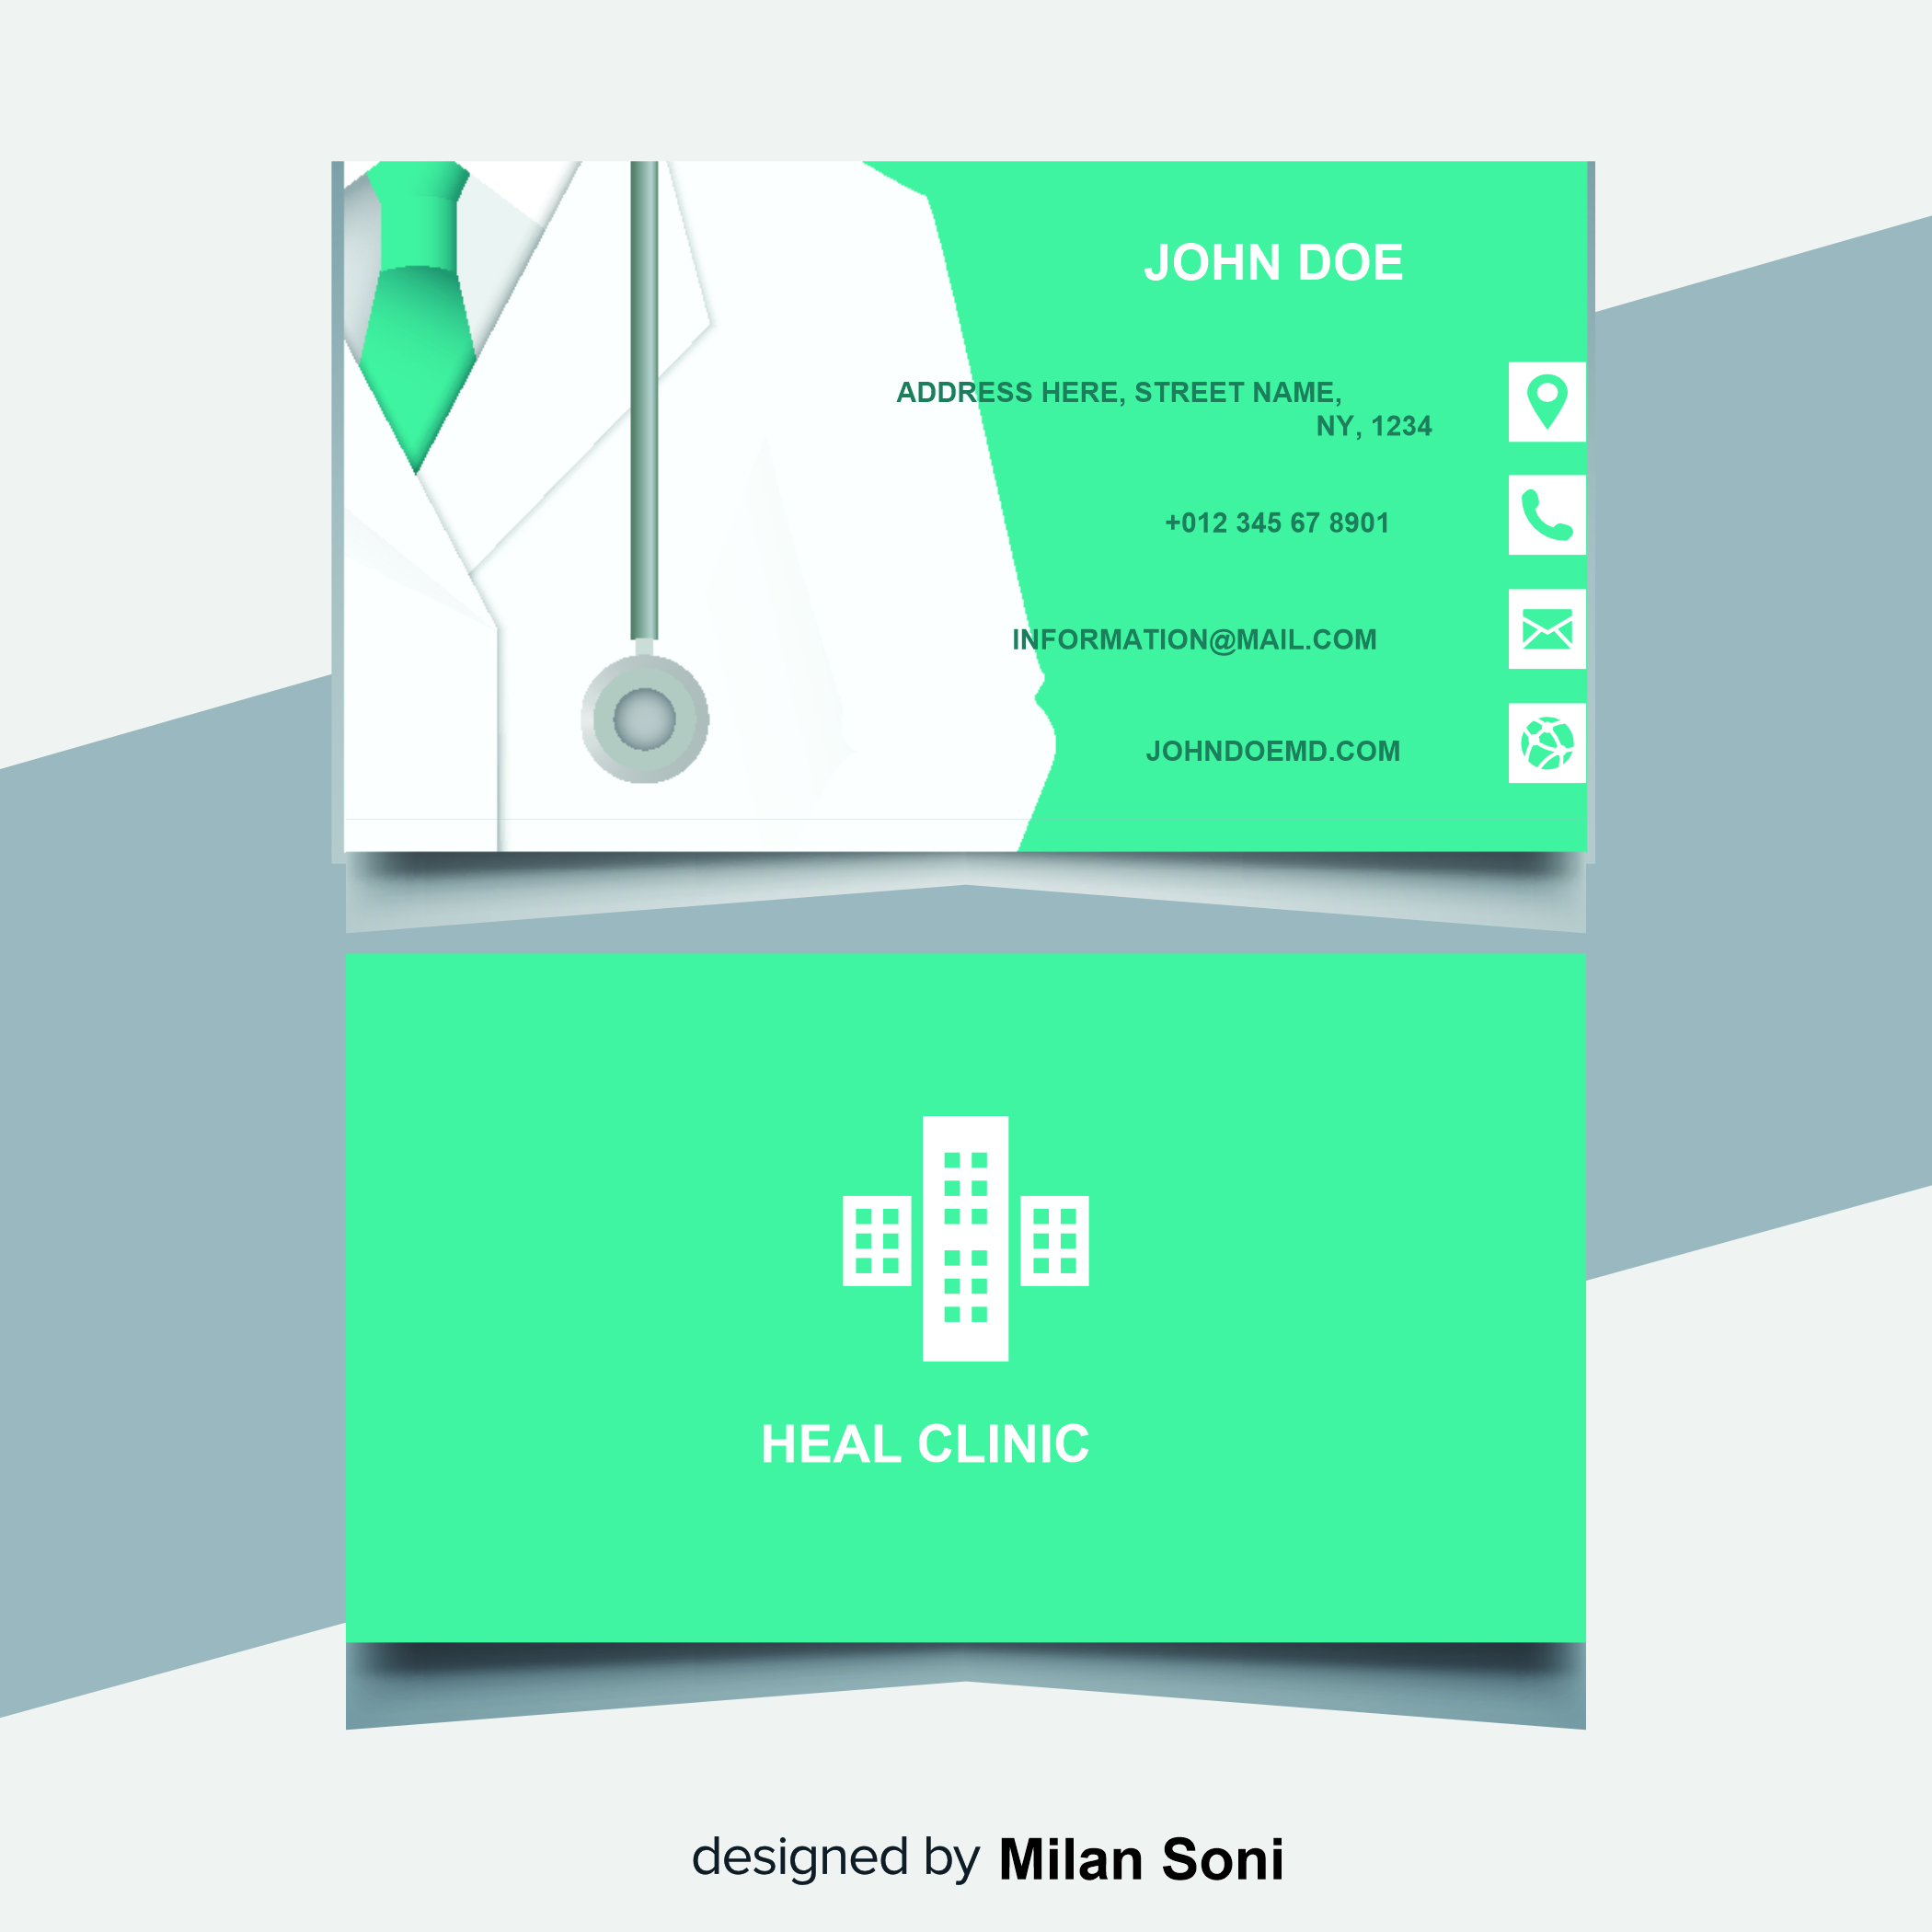 JOHN DOE
ADDRESS HERE, STREET NAME,
NY, 1234
+012 345 67 8901
INFORMATION@MAIL.COM
JOHNDOEMD.COM
HEAL CLINIC
designed by Milan Soni